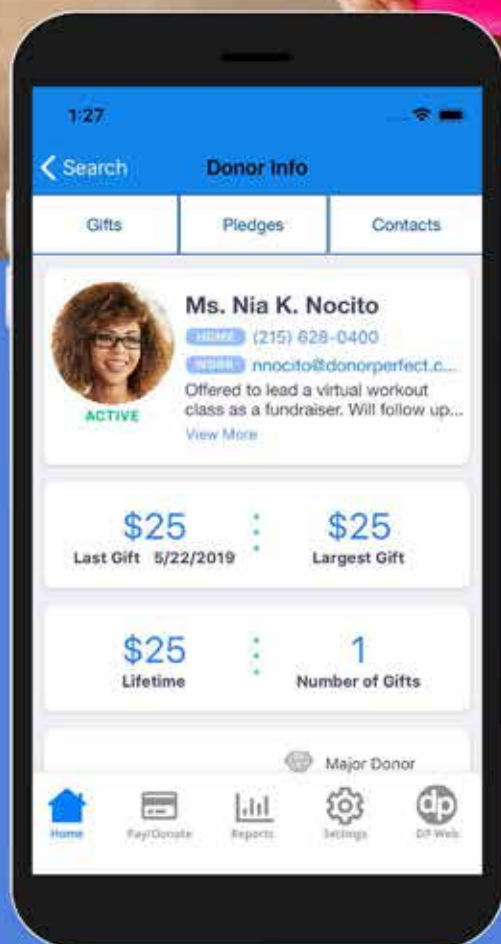 1:27
Search Donor Info
Gifts Pledges Contacts
Ms. Nia K. Nocito
HOME (215) 628-0400
WORK nnocito@donorperfect.c...
Offered to lead a virtual workout
class as a fundraiser. Will follow up...
View More
ACTIVE
$25 $25
Last Gift 5/22/2019 Largest Gift
$25 1
Lifetime Number of Gifts
Major Donor
Home Pay/Donate Reports Settings DP Web
dp